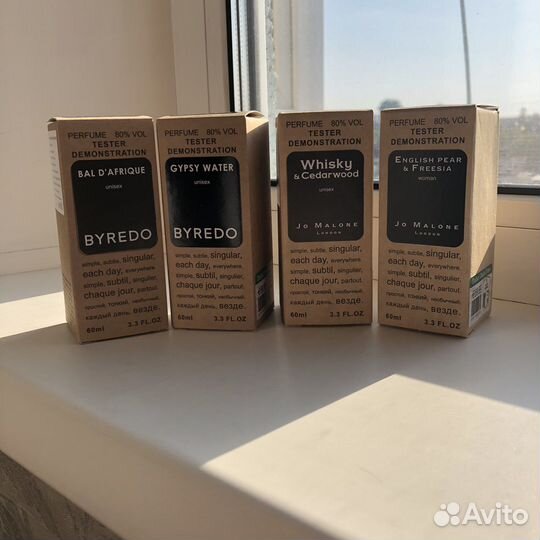 PERFUME 80% VOL
TESTER
DEMONSTRATION
BAL D'AFRIQUE
unisex
BYREDO
simple, subtle, singular,
each day, everywhere.
simple, subtil, singulier,
chaque jour, partout.
простой, тонкий, необычный,
каждый день, везде.
60ml 3.3 FL.OZ
PERFUME 80% VOL
TESTER
DEMONSTRATION
GYPSY WATER
unisex
BYREDO
simple, subtle, singular,
each day, everywhere.
simple, subtil, singulier,
chaque jour, partout.
простой, тонкий, необычный,
каждый день, везде.
60ml 3.3 FL.OZ
PERFUME 80% VOL
TESTER
DEMONSTRATION
Whisky
& Cedarwood
unisex
JO MALONE
LONDON
simple, subtle, singular,
each day, everywhere.
simple, subtil, singulier,
chaque jour, partout.
простой, тонкий, необычный,
каждый день, везде.
60ml 3.3 FL.OZ
PERFUME 80% VOL
TESTER
DEMONSTRATION
ENGLISH PEAR
& FREESIA
woman
JO MALONE
LONDON
simple, subtle, singular,
each day, everywhere.
simple, subtil, singulier,
chaque jour, partout.
простой, тонкий, необычный,
каждый день, везде.
60ml 3.3 FL.OZ
Avito